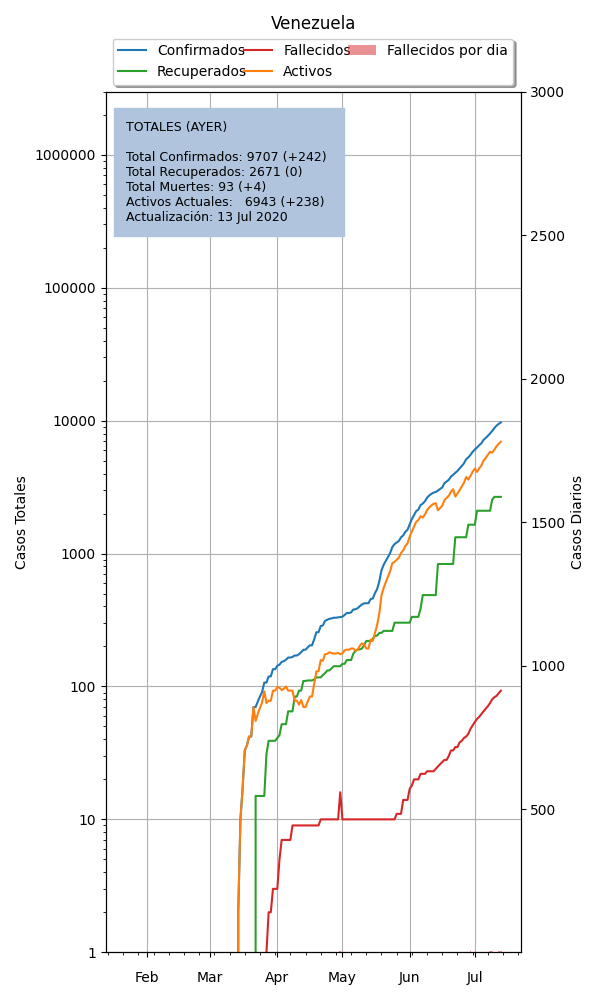 Venezuela
Confirmados Fallecidos Fallecidos por dia
Recuperados Activos
TOTALES (AYER)
Total Confirmados: 9707 (+242)
Total Recuperados: 2671 (0)
Total Muertes: 93 (+4)
Activos Actuales: 6943 (+238)
Actualización: 13 Jul 2020
Casos Totales
1000000
100000
10000
1000
100
10
1
3000
2500
2000
1500
1000
500
Casos Diarios
Feb Mar Apr May Jun Jul